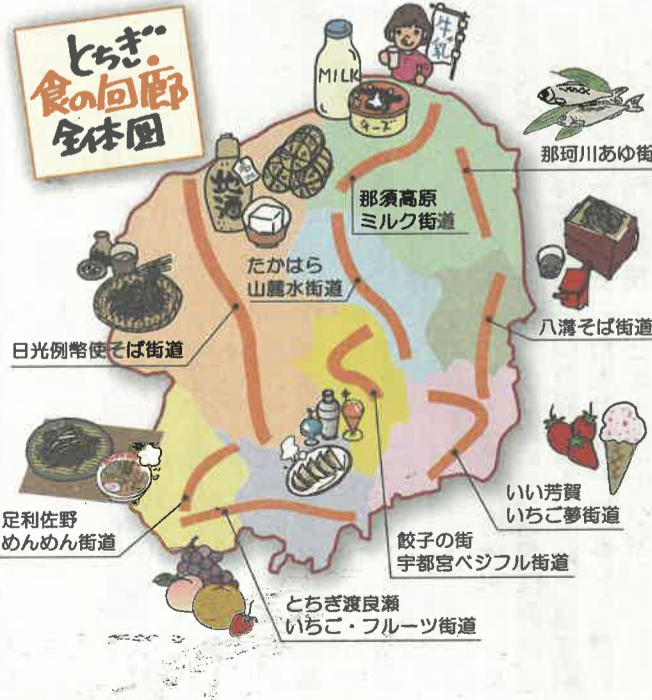 とちぎ
食の回廊
全体図
MILK
牛乳
チーズ
那珂川あゆ街
那須高原
ミルク街道
地酒
たかはら
山麓水街道
八溝そば街道
日光例幣使そば街道
いい芳賀
いちご夢街道
足利佐野
めんめん街道
餃子の街
宇都宮ベジフル街道
とちぎ渡良瀬
いちご・フルーツ街道